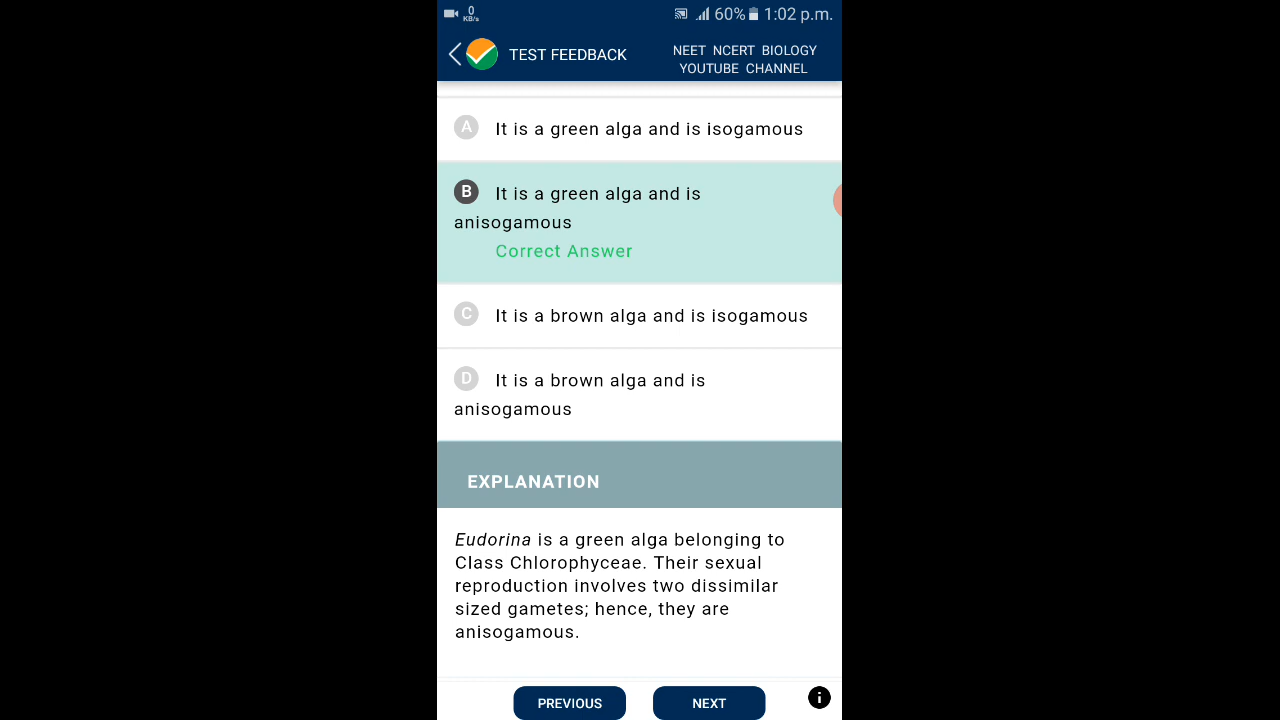 0
KB/s
60% 1:02 p.m.
TEST FEEDBACK
NEET NCERT BIOLOGY
YOUTUBE CHANNEL
A It is a green alga and is isogamous
B It is a green alga and is
anisogamous
Correct Answer
C It is a brown alga and is isogamous
D It is a brown alga and is
anisogamous
EXPLANATION
Eudorina is a green alga belonging to
Class Chlorophyceae. Their sexual
reproduction involves two dissimilar
sized gametes; hence, they are
anisogamous.
PREVIOUS NEXT i